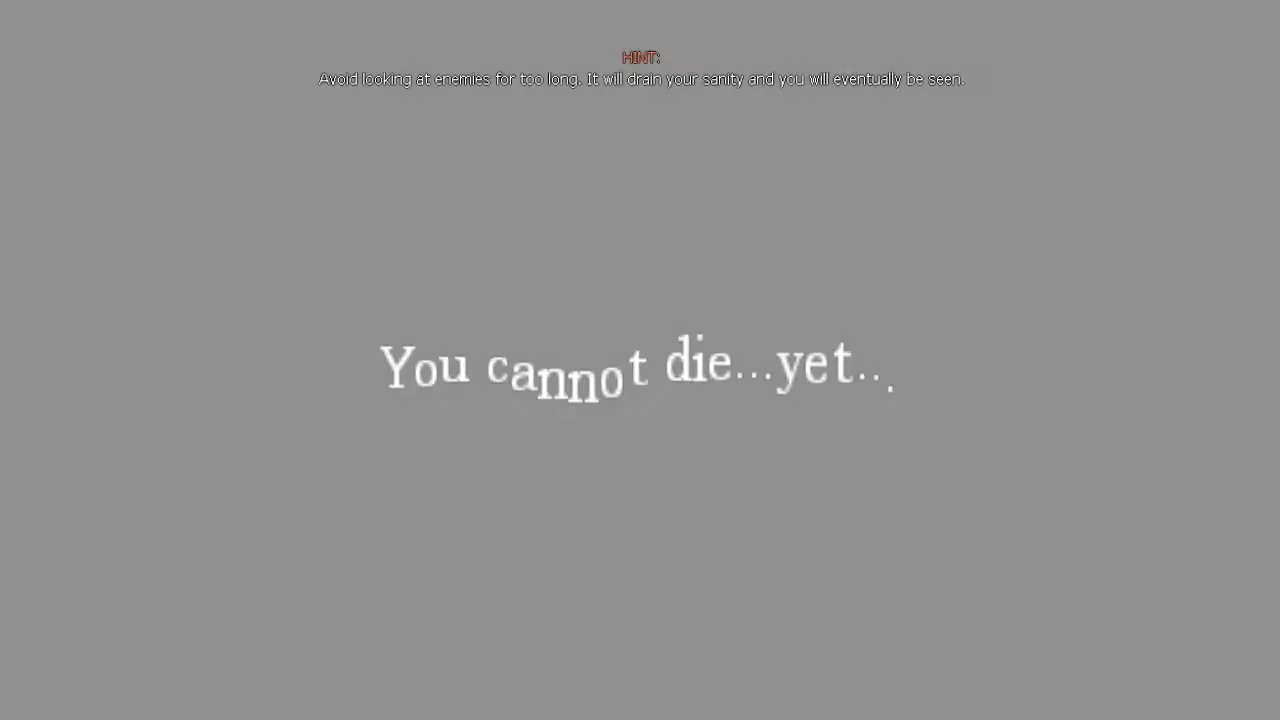 HINT:
Avoid looking at enemies for too long. It will drain your sanity and you will eventually be seen.
You cannot die...yet...